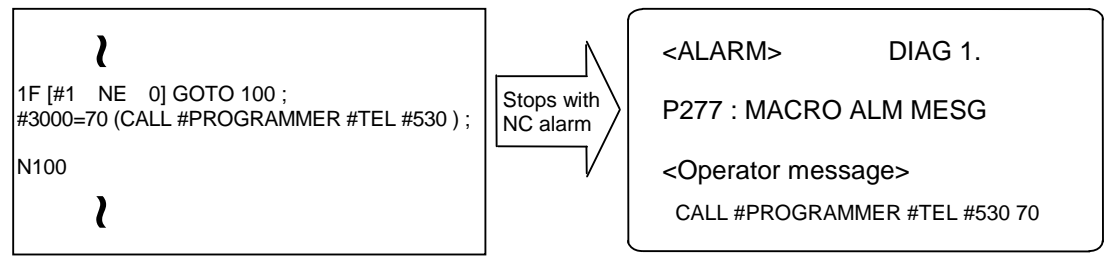 1F [#1 NE 0] GOTO 100 ;
#3000=70 (CALL #PROGRAMMER #TEL #530 ) ;
N100
Stops with
NC alarm
<ALARM> DIAG 1.
P277 : MACRO ALM MESG
<Operator message>
CALL #PROGRAMMER #TEL #530 70